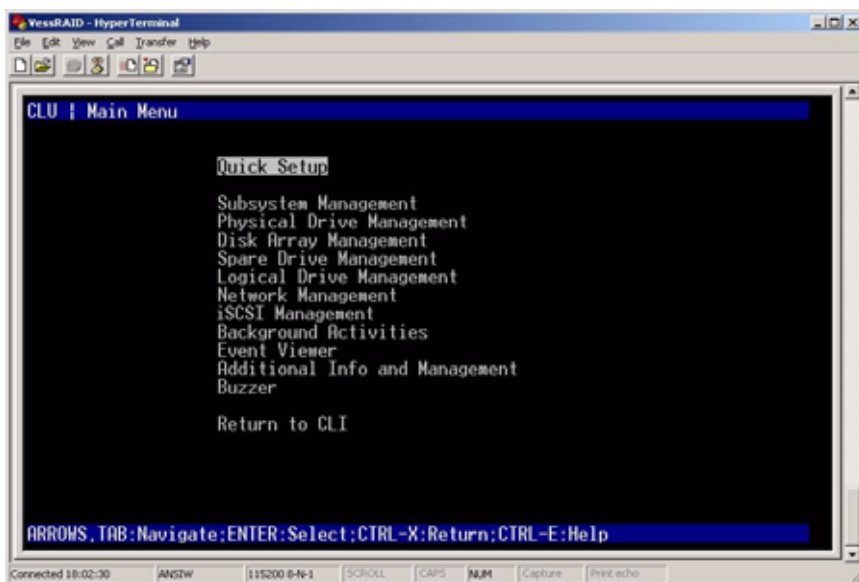 VessRAID - HyperTerminal
File Edit View Call Transfer Help
CLU | Main Menu
Quick Setup
Subsystem Management
Physical Drive Management
Disk Array Management
Spare Drive Management
Logical Drive Management
Network Management
iSCSI Management
Background Activities
Event Viewer
Additional Info and Management
Buzzer
Return to CLI
ARROWS,TAB:Navigate;ENTER:Select;CTRL-X:Return;CTRL-E:Help
Connected 18:02:30 ANSIW 115200 8-N-1 SCROLL CAPS NUM Capture Print echo